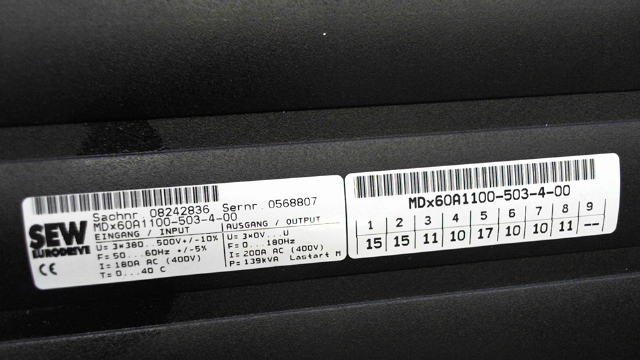 Sachnr. 08242836 Sernr. 0568807
MDx60A1100-503-4-00
SEW
EURODRIVE
CE
EINGANG / INPUT
U= 3*380...500V+/-10%
F= 50...60Hz +/-5%
I= 180A AC (400V)
T= 0...40 C
AUSGANG / OUTPUT
U= 3*0V...U
F= 0...180Hz
I= 200A AC (400V)
P= 139kVA Lastart M
MDx60A1100-503-4-00
1 2 3 4 5 6 7 8 9
15 15 11 10 17 10 10 11 --